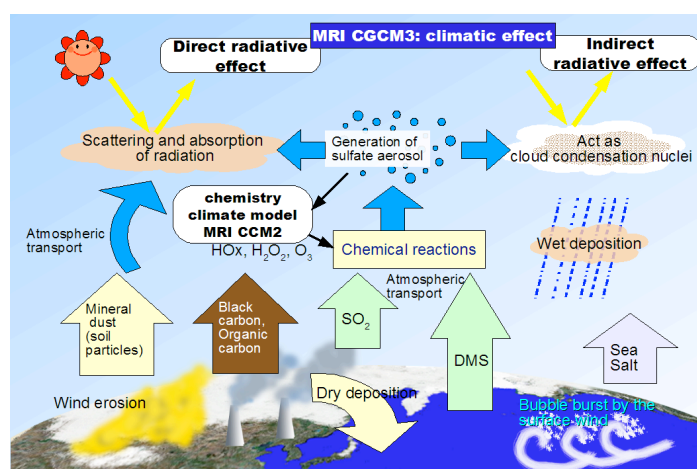 MRI CGCM3: climatic effect
Direct radiative
effect
Indirect
radiative effect
Scattering and absorption
of radiation
Generation of
sulfate aerosol
Act as
cloud condensation nuclei
chemistry
climate model
MRI CCM2
HOx, H2O2, O3
Chemical reactions
Atmospheric
transport
Atmospheric
transport
Wet deposition
Mineral
dust
(soil
particles)
Black
carbon,
Organic
carbon
SO2
DMS
Sea
Salt
Wind erosion
Dry deposition
Bubble burst by the
surface wind